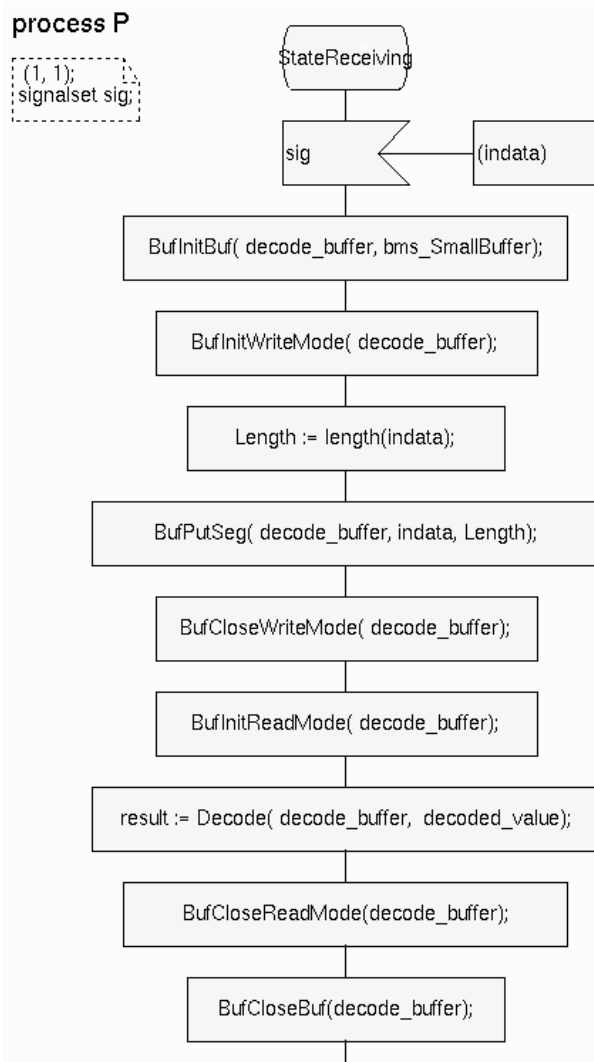 process P
(1, 1);
signalset sig;
StateReceiving
sig
(indata)
BufInitBuf( decode_buffer, bms_SmallBuffer);
BufInitWriteMode( decode_buffer);
Length := length(indata);
BufPutSeg( decode_buffer, indata, Length);
BufCloseWriteMode( decode_buffer);
BufInitReadMode( decode_buffer);
result := Decode( decode_buffer,  decoded_value);
BufCloseReadMode(decode_buffer);
BufCloseBuf(decode_buffer);